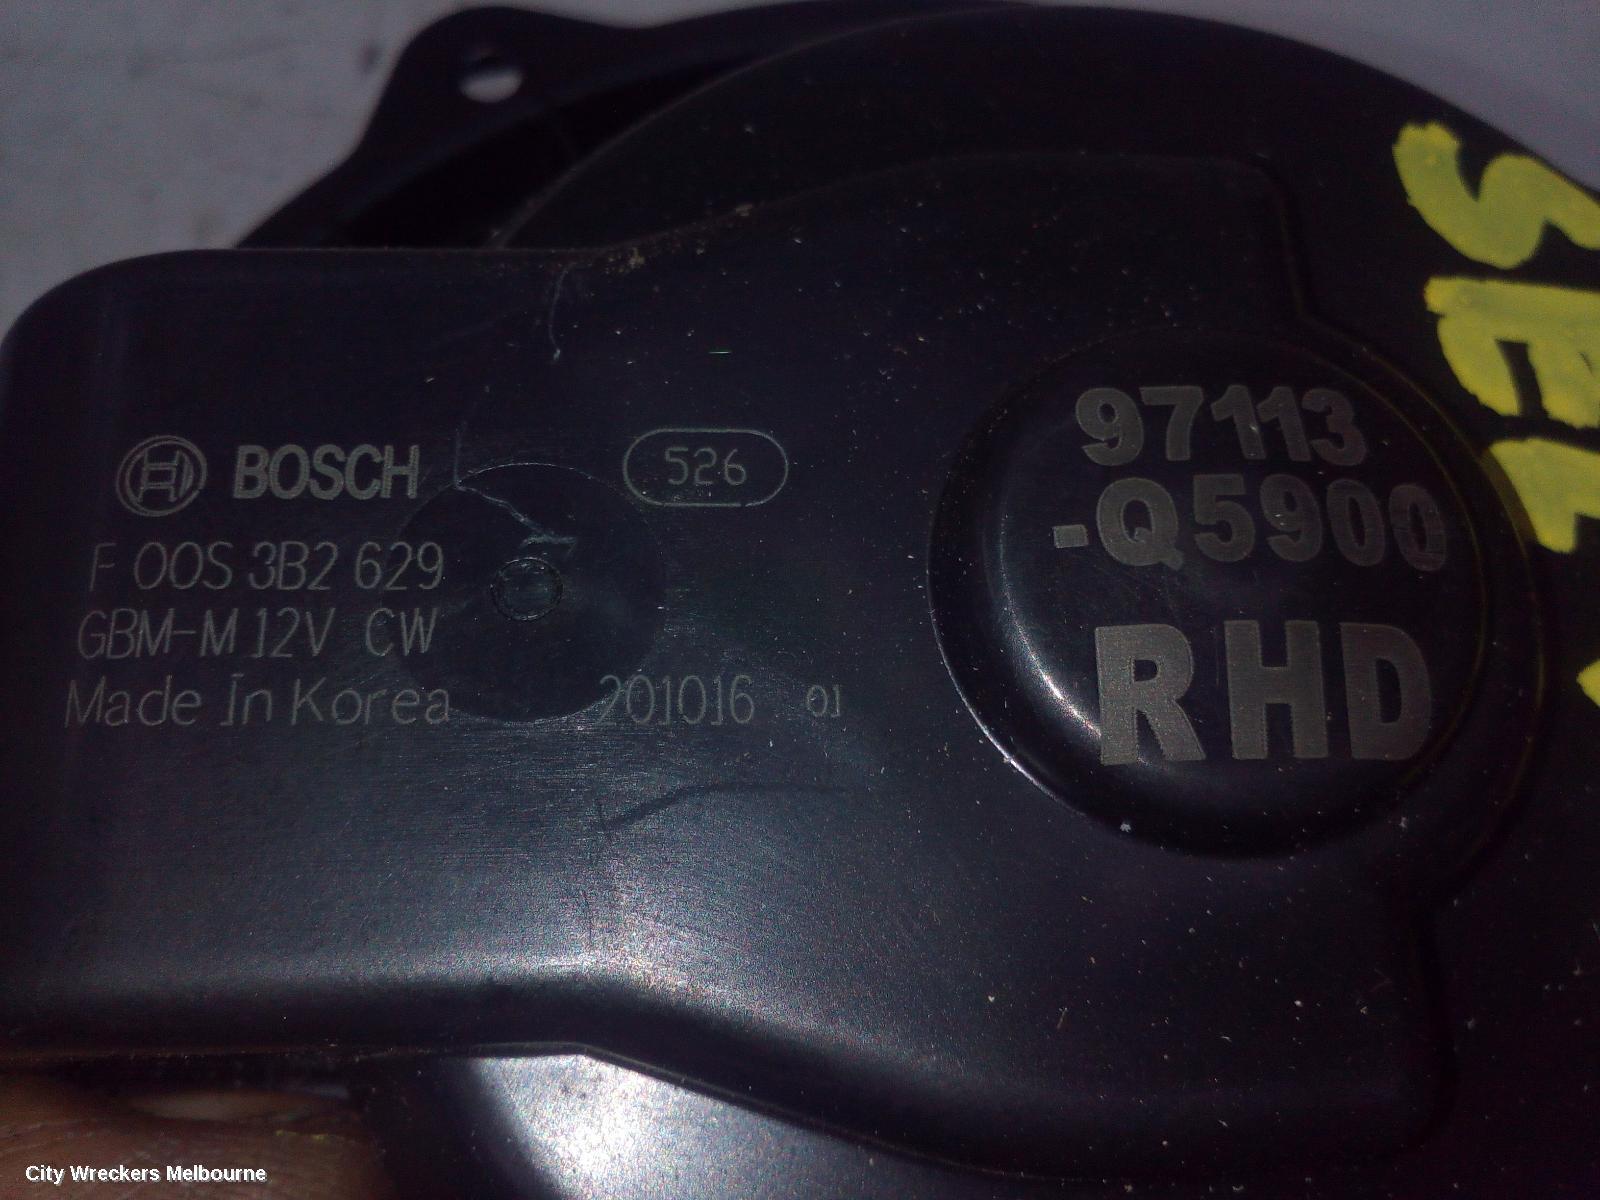 BOSCH
526
F 00S 3B2 629
GBM-M 12V CW
Made In Korea
201016 01
97113
-Q5900
RHD
City Wreckers Melbourne